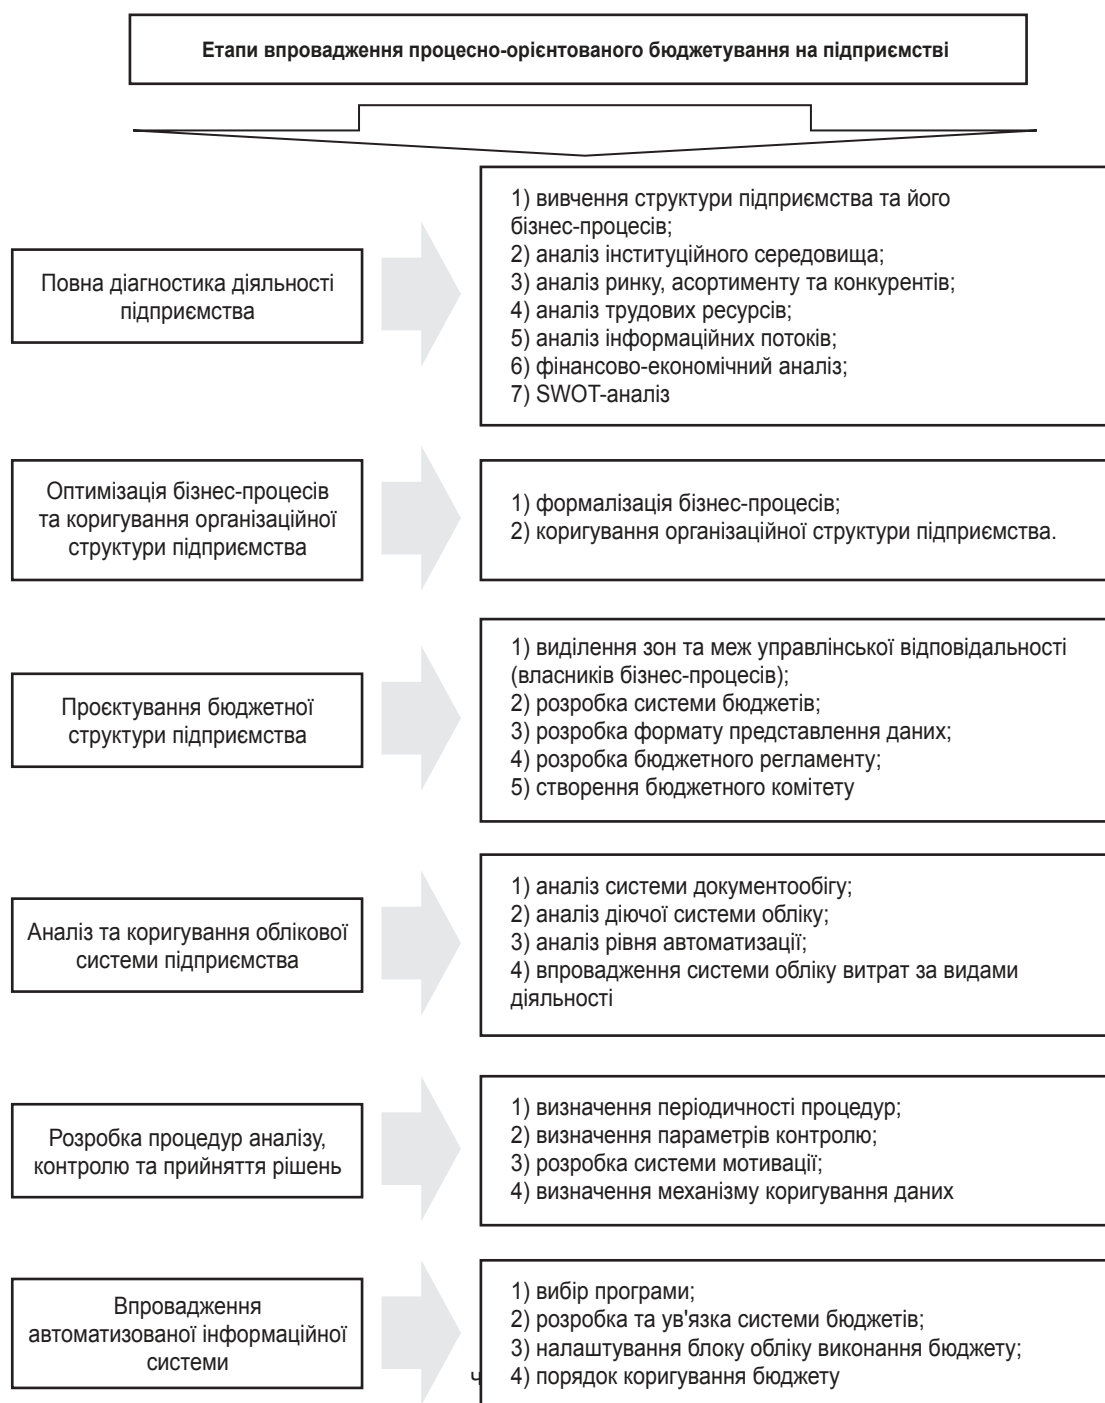 Етапи впровадження процесно-орієнтованого бюджетування на підприємстві
Повна діагностика діяльності
підприємства
1) вивчення структури підприємства та його
бізнес-процесів;
2) аналіз інституційного середовища;
3) аналіз ринку, асортименту та конкурентів;
4) аналіз трудових ресурсів;
5) аналіз інформаційних потоків;
6) фінансово-економічний аналіз;
7) SWOT-аналіз
Оптимізація бізнес-процесів
та коригування організаційної
структури підприємства
1) формалізація бізнес-процесів;
2) коригування організаційної структури підприємства.
Проєктування бюджетної
структури підприємства
1) виділення зон та меж управлінської відповідальності
(власників бізнес-процесів);
2) розробка системи бюджетів;
3) розробка формату представлення даних;
4) розробка бюджетного регламенту;
5) створення бюджетного комітету
Аналіз та коригування облікової
системи підприємства
1) аналіз системи документообігу;
2) аналіз діючої системи обліку;
3) аналіз рівня автоматизації;
4) впровадження системи обліку витрат за видами
діяльності
Розробка процедур аналізу,
контролю та прийняття рішень
1) визначення періодичності процедур;
2) визначення параметрів контролю;
3) розробка системи мотивації;
4) визначення механізму коригування даних
Впровадження
автоматизованої інформаційної
системи
1) вибір програми;
2) розробка та ув'язка системи бюджетів;
3) налаштування блоку обліку виконання бюджету;
4) порядок коригування бюджету